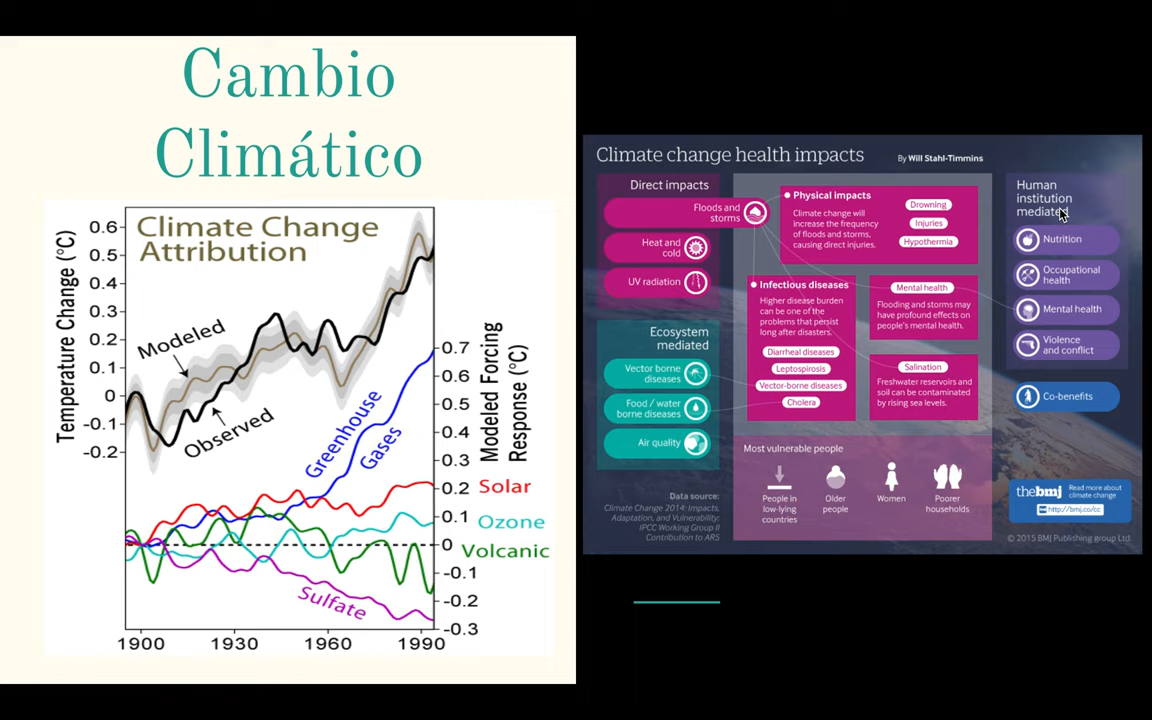 Cambio
Climático
Climate Change
Attribution
Temperature Change (°C)
0.6
0.5
0.4
0.3
0.2
0.1
0
-0.1
-0.2
Modeled
Observed
Greenhouse
Gases
Modeled Forcing
Response (°C)
0.7
0.6
0.5
0.4
0.3
0.2
0.1
0
-0.1
-0.2
-0.3
Solar
Ozone
Volcanic
Sulfate
1900
1930
1960
1990
Climate change health impacts
By Will Stahl-Timmins
Direct impacts
Floods and
storms
Heat and
cold
UV radiation
Ecosystem
mediated
Vector borne
diseases
Food / water
borne diseases
Air quality
Data source:
Climate Change 2014: Impacts,
Adaptation, and Vulnerability:
IPCC Working Group II
Contribution to AR5
Physical impacts
Climate change will
increase the frequency
of floods and storms,
causing direct injuries.
Drowning
Injuries
Hypothermia
Infectious diseases
Higher disease burden
can be one of the
problems that persist
long after disasters.
Diarrheal diseases
Leptospirosis
Vector-borne diseases
Cholera
Mental health
Flooding and storms may
have profound effects on
people's mental health.
Salination
Freshwater reservoirs and
soil can be contaminated
by rising sea levels.
Most vulnerable people
People in
low-lying
countries
Older
people
Women
Poorer
households
Human
institution
mediated
Nutrition
Occupational
health
Mental health
Violence
and conflict
Co-benefits
thebmj
Read more about
climate change
http://bmj.co/cc
© 2015 BMJ Publishing group Ltd.